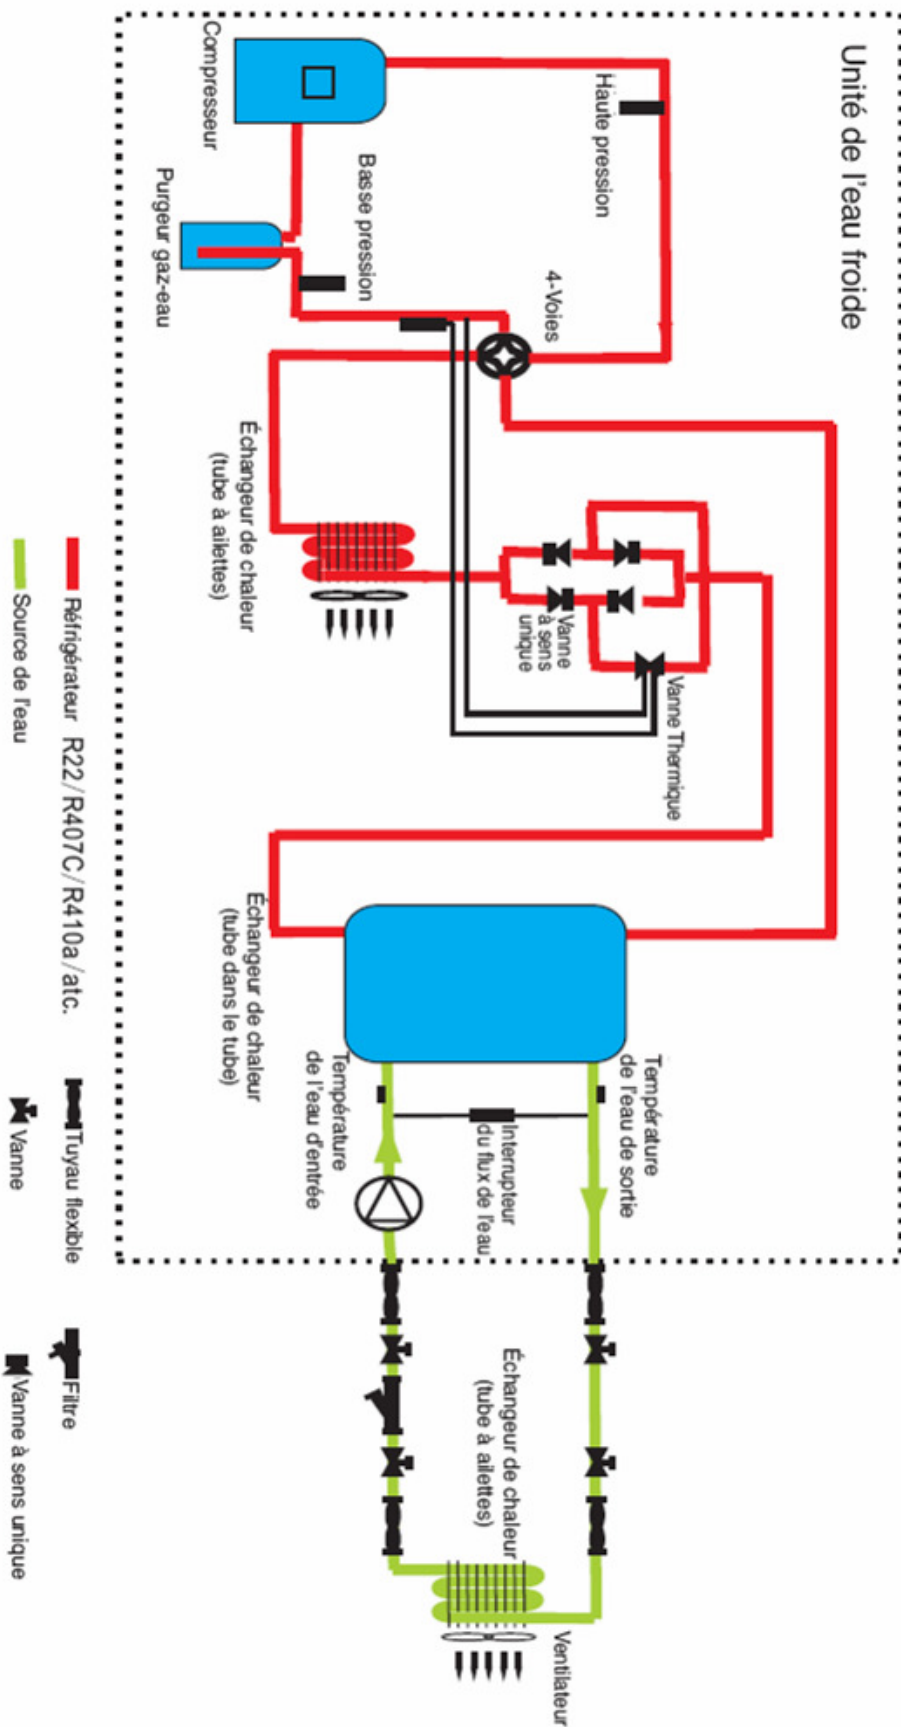 Unité de l'eau froide
Compresseur
Haute pression
Purgeur gaz-eau
Basse pression
4-Voies
Échangeur de chaleur
(tube à ailettes)
Vanne
à sens
unique
Vanne Thermique
Échangeur de chaleur
(tube dans le tube)
Température
de l'eau d'entrée
Interrupteur
du flux de l'eau
Température
de l'eau de sortie
Échangeur de chaleur
(tube à ailettes)
Ventilateur
Réfrigérateur R22/R407C/R410a/atc.
Tuyau flexible
Filtre
Source de l'eau
Vanne
Vanne à sens unique